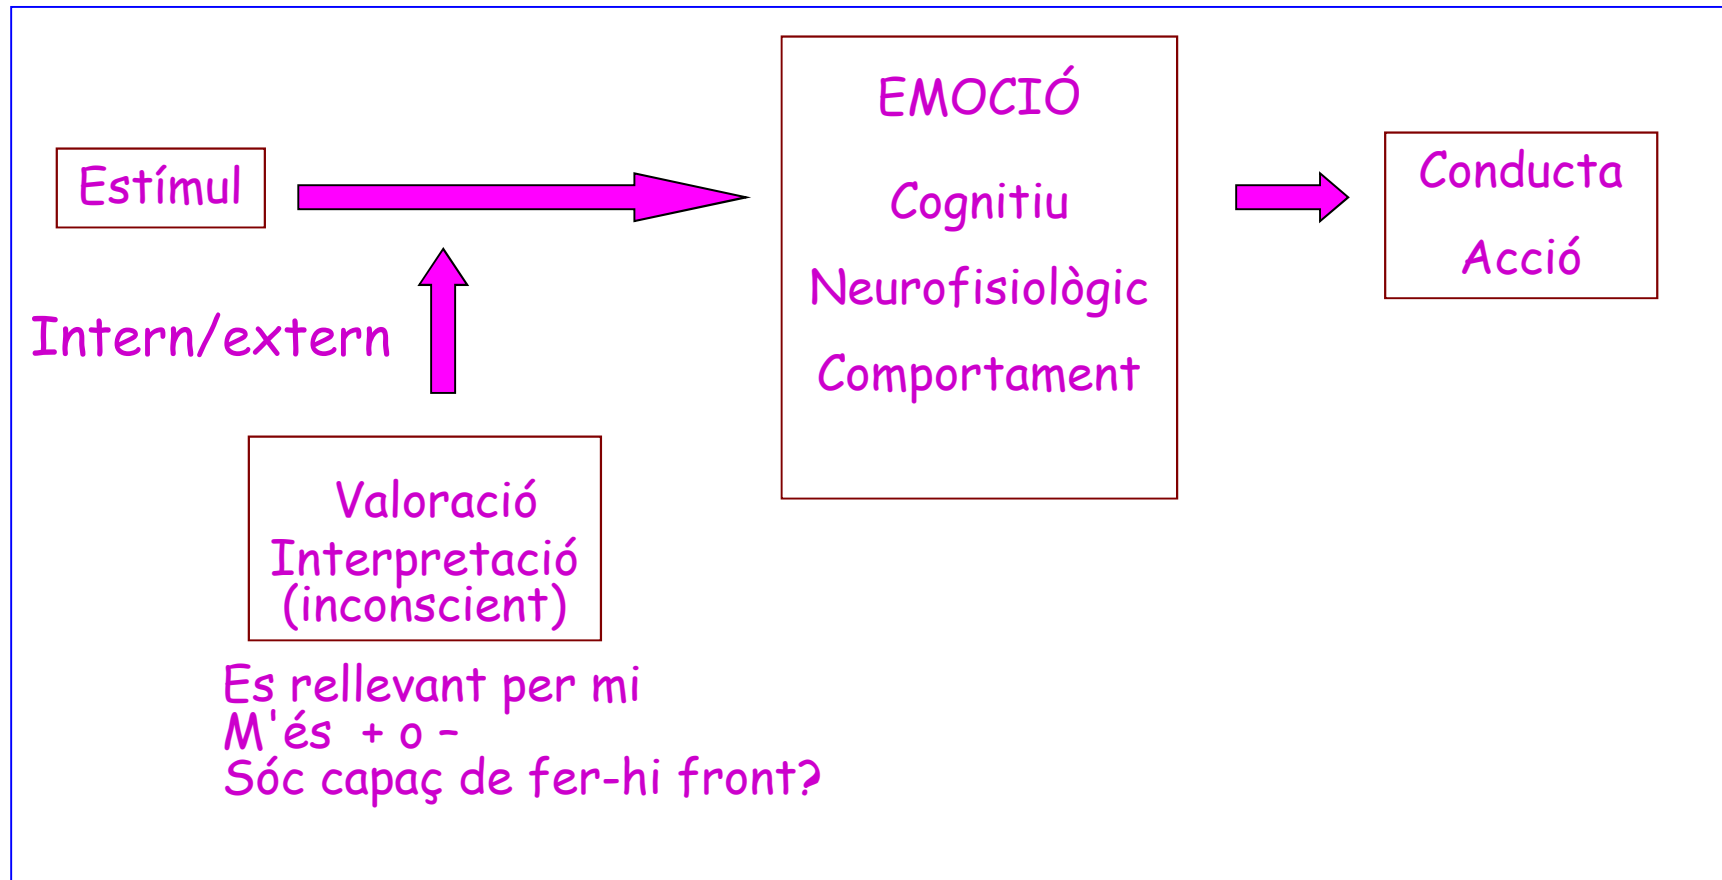 Estímul
Intern/extern
Valoració
Interpretació
(inconscient)
Es rellevant per mi
M'és + o –
Sóc capaç de fer-hi front?
EMOCIÓ
Cognitiu
Neurofisiològic
Comportament
Conducta
Acció